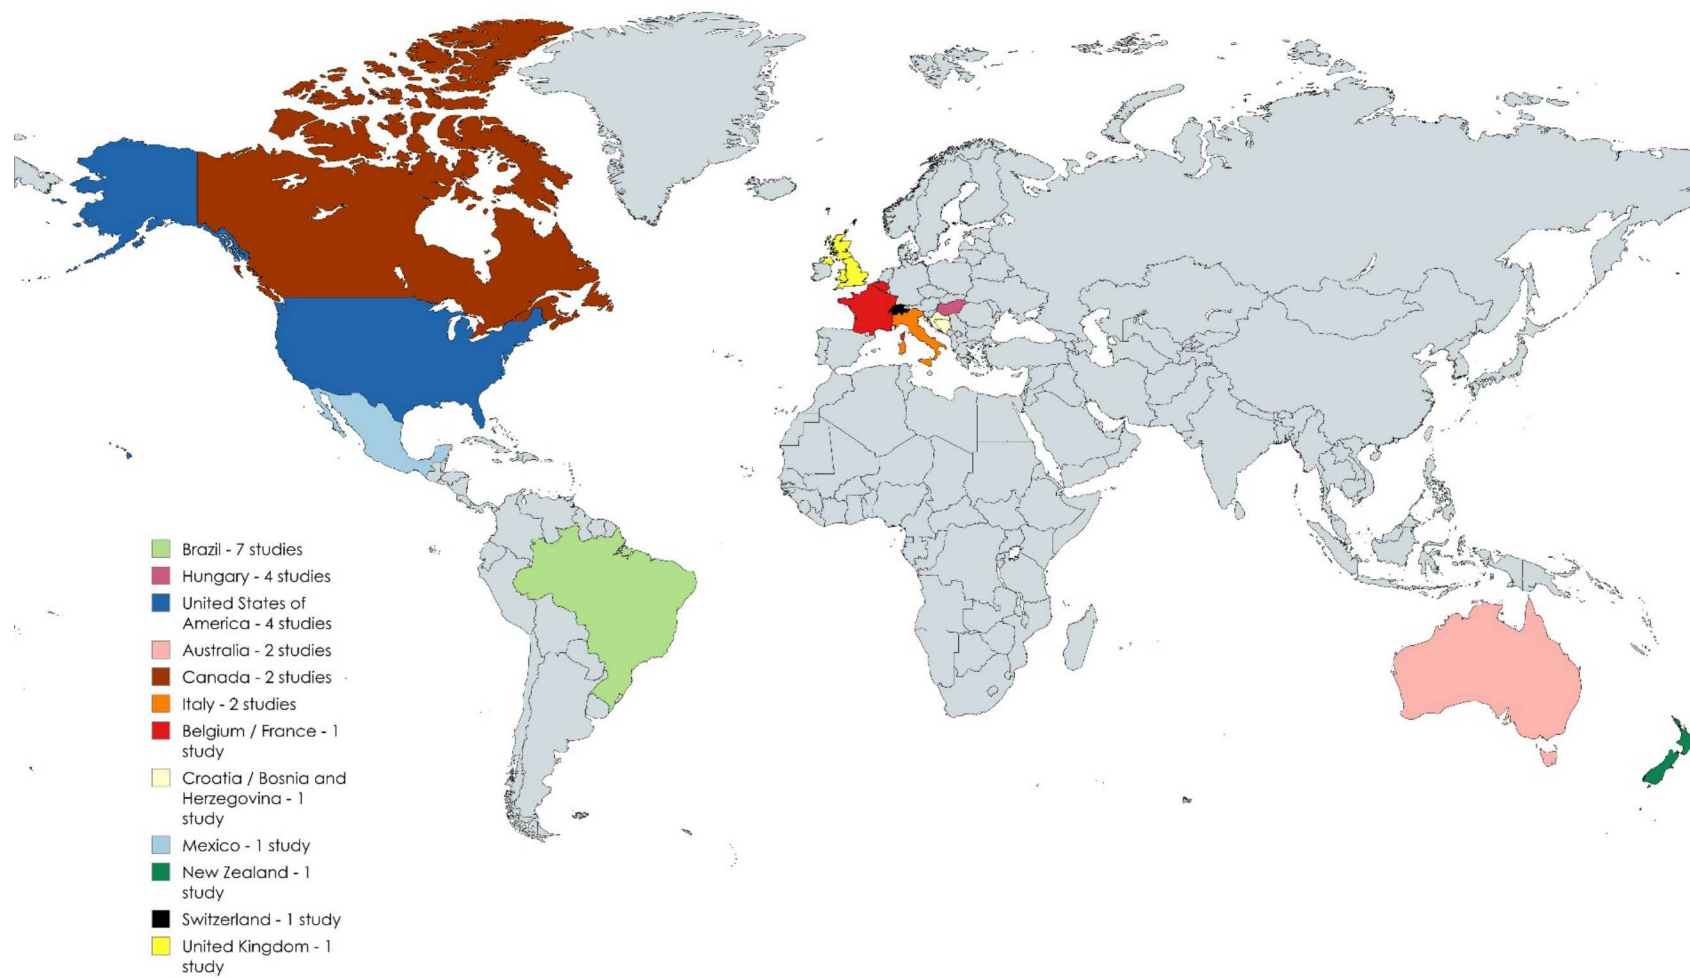 Brazil - 7 studies
Hungary - 4 studies
United States of
America - 4 studies
Australia - 2 studies
Canada - 2 studies
Italy - 2 studies
Belgium / France - 1
study
Croatia / Bosnia and
Herzegovina - 1
study
Mexico - 1 study
New Zealand - 1
study
Switzerland - 1 study
United Kingdom - 1
study